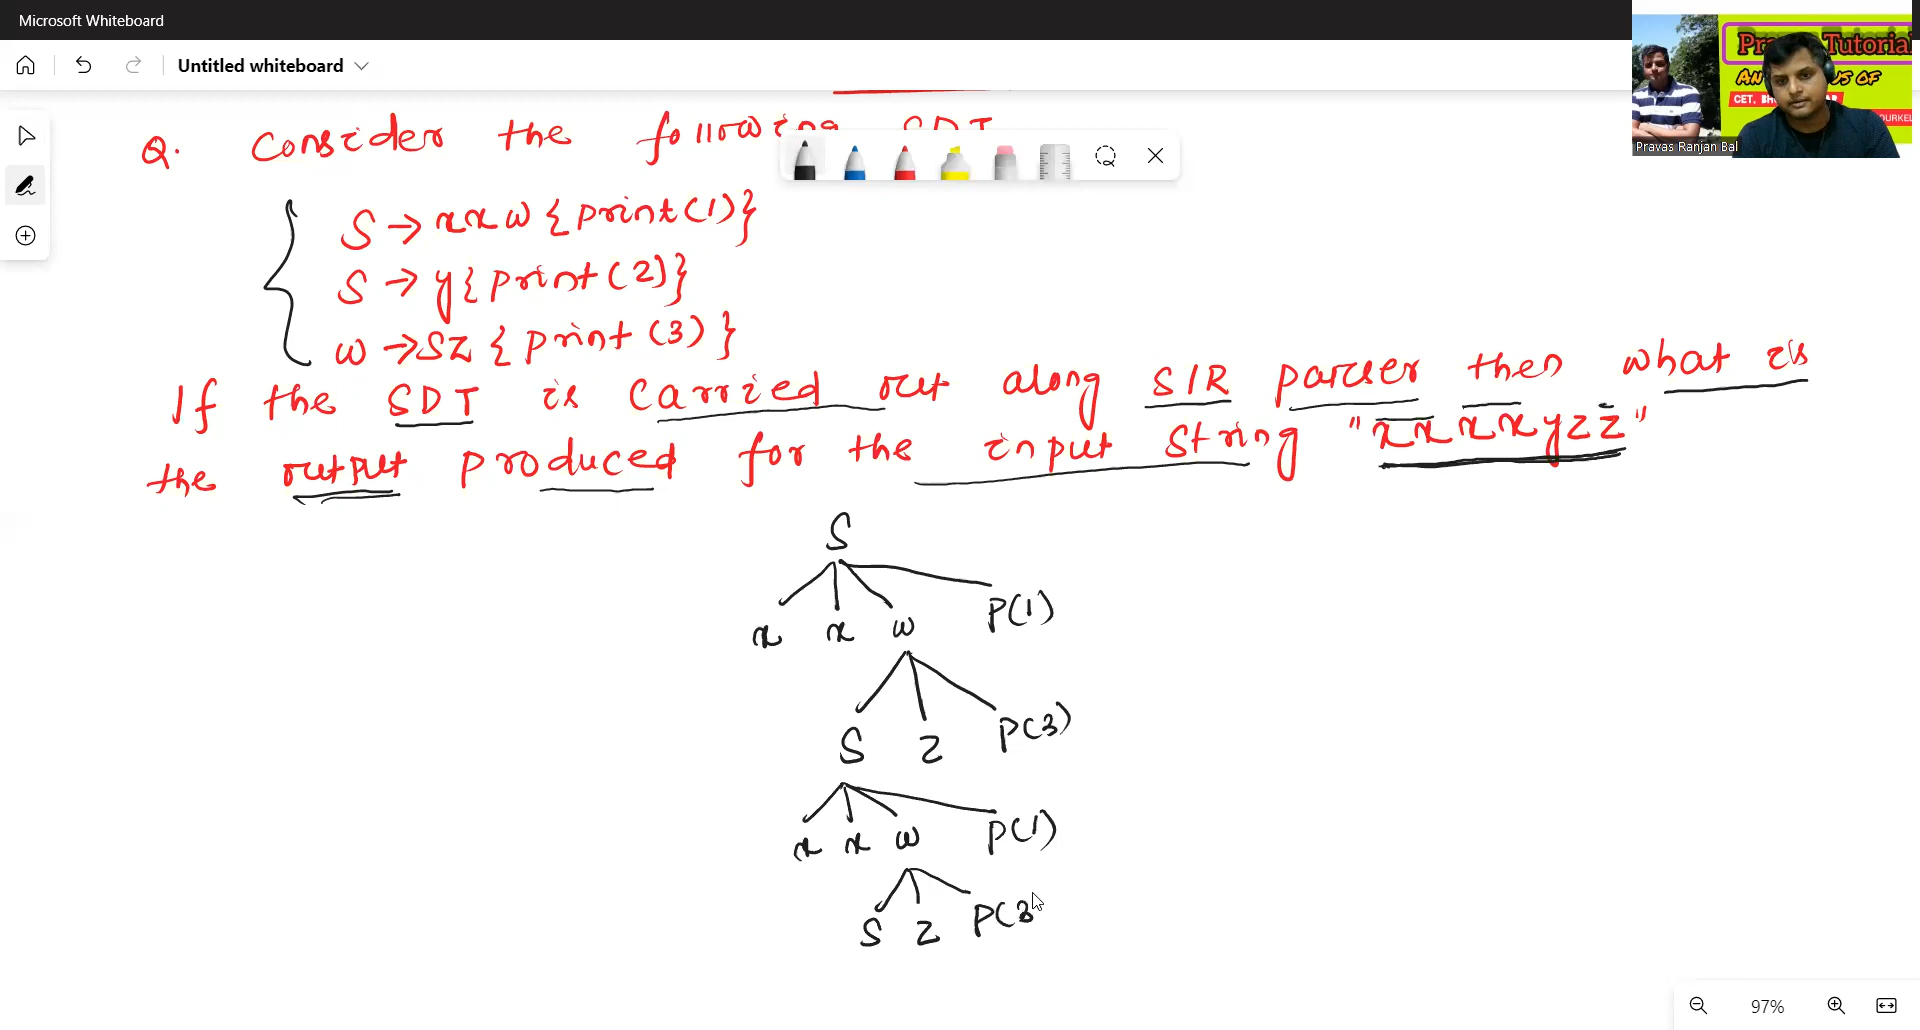 Microsoft Whiteboard
Untitled whiteboard
Pravas Ranjan Bal
Q. Consider the following SDT
S → xxw {print(1)}
S → y{print(2)}
w → Sz {print(3)}
If the SDT is carried out along S/R parser then what is
the output produced for the input string "xxxxyzz"
S
x x w P(1)
S z P(3)
x x w P(1)
S z P(3
97%